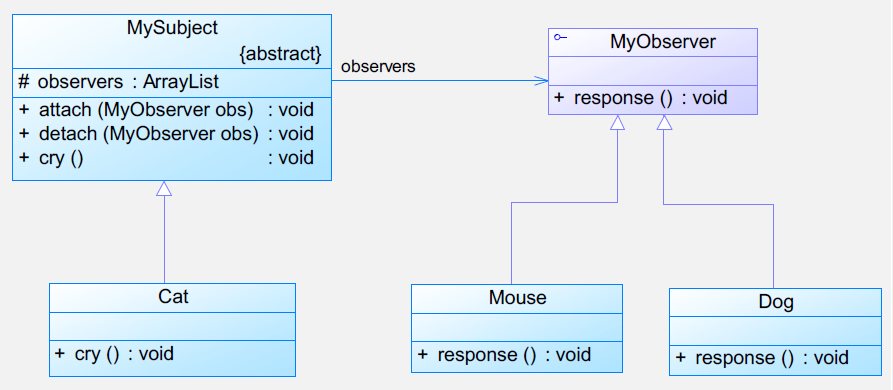 MySubject
{abstract}
# observers : ArrayList
+ attach (MyObserver obs) : void
+ detach (MyObserver obs) : void
+ cry () : void
observers
MyObserver
+ response () : void
Cat
+ cry () : void
Mouse
+ response () : void
Dog
+ response () : void